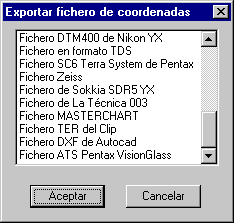 Exportar fichero de coordenadas
Fichero DTM400 de Nikon YX
Fichero en formato TDS
Fichero SC6 Terra System de Pentax
Fichero Zeiss
Fichero de Sokkia SDR5 YX
Fichero de La Técnica 003
Fichero MASTERCHART
Fichero TER del Clip
Fichero DXF de Autocad
Fichero ATS Pentax VisionGlass
Aceptar
Cancelar